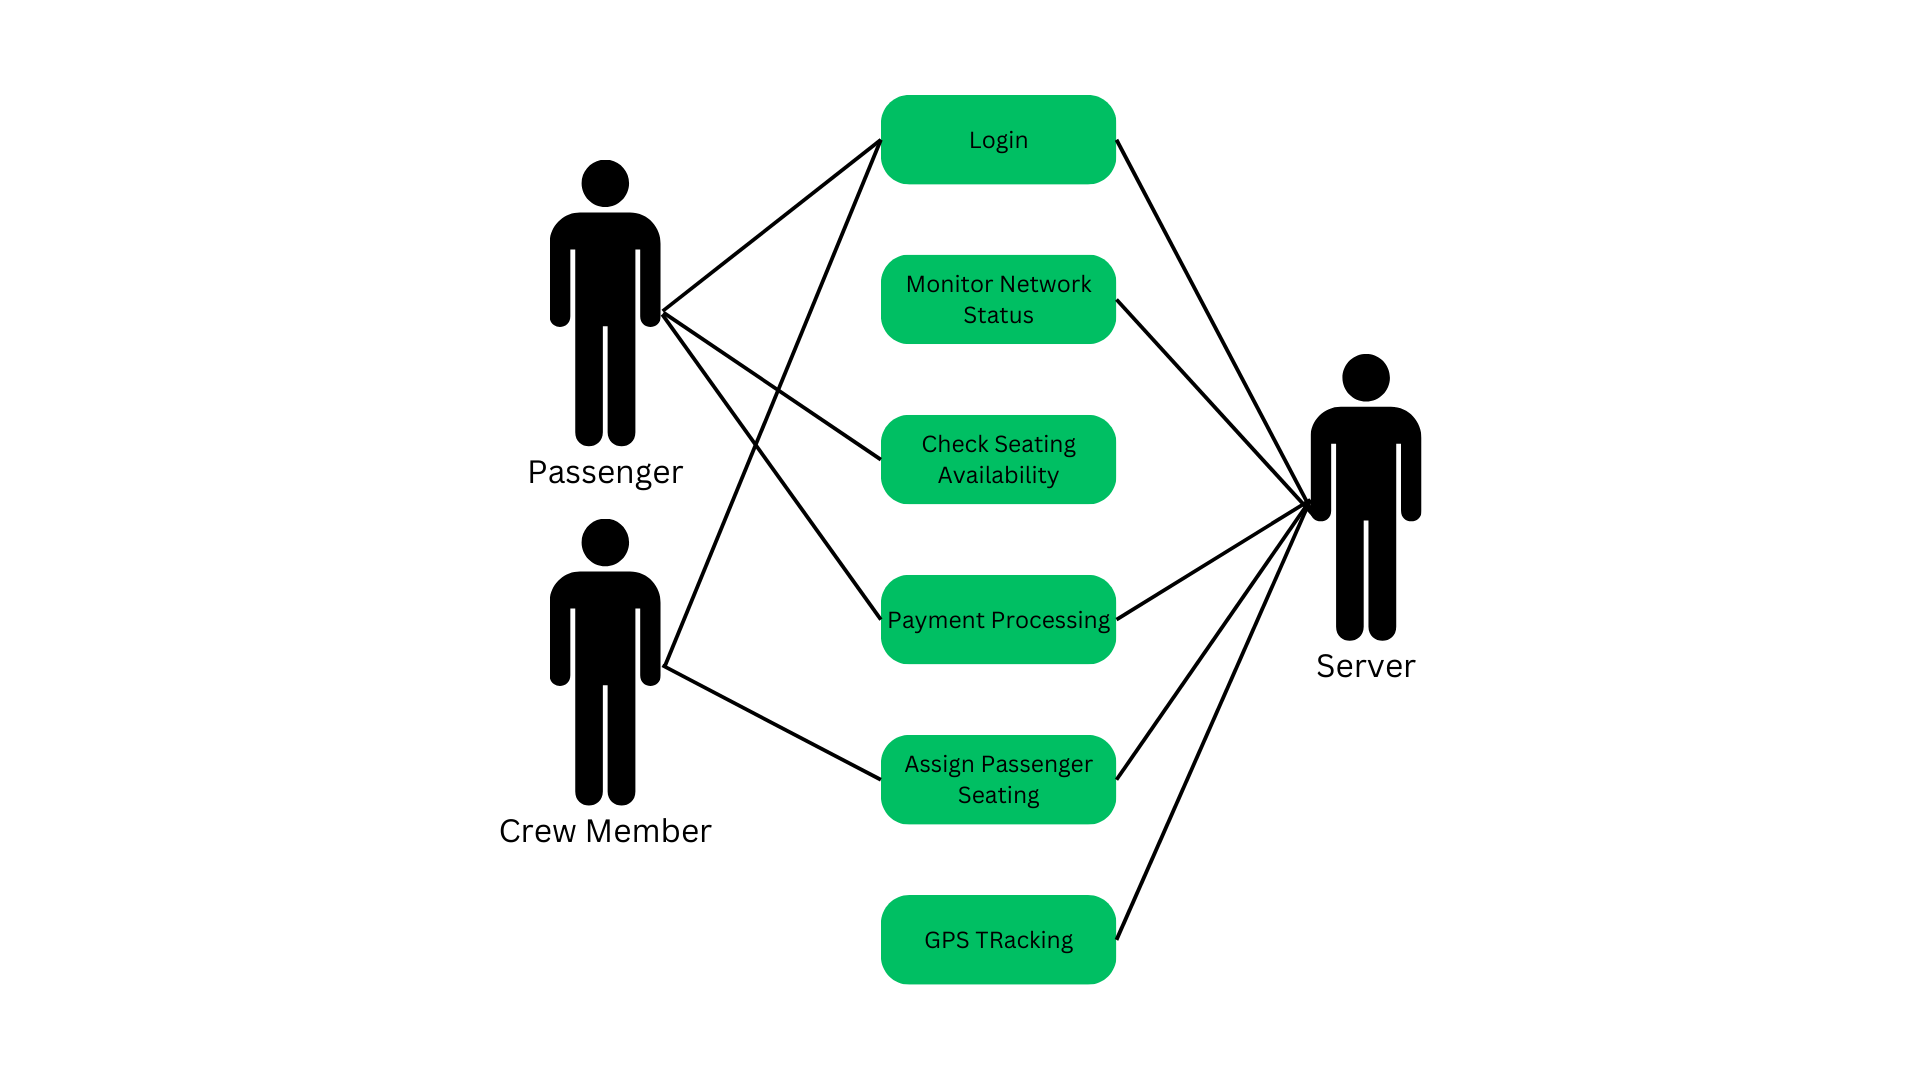 Login
Monitor Network
Status
Check Seating
Availability
Passenger
Payment Processing
Server
Assign Passenger
Seating
Crew Member
GPS TRacking